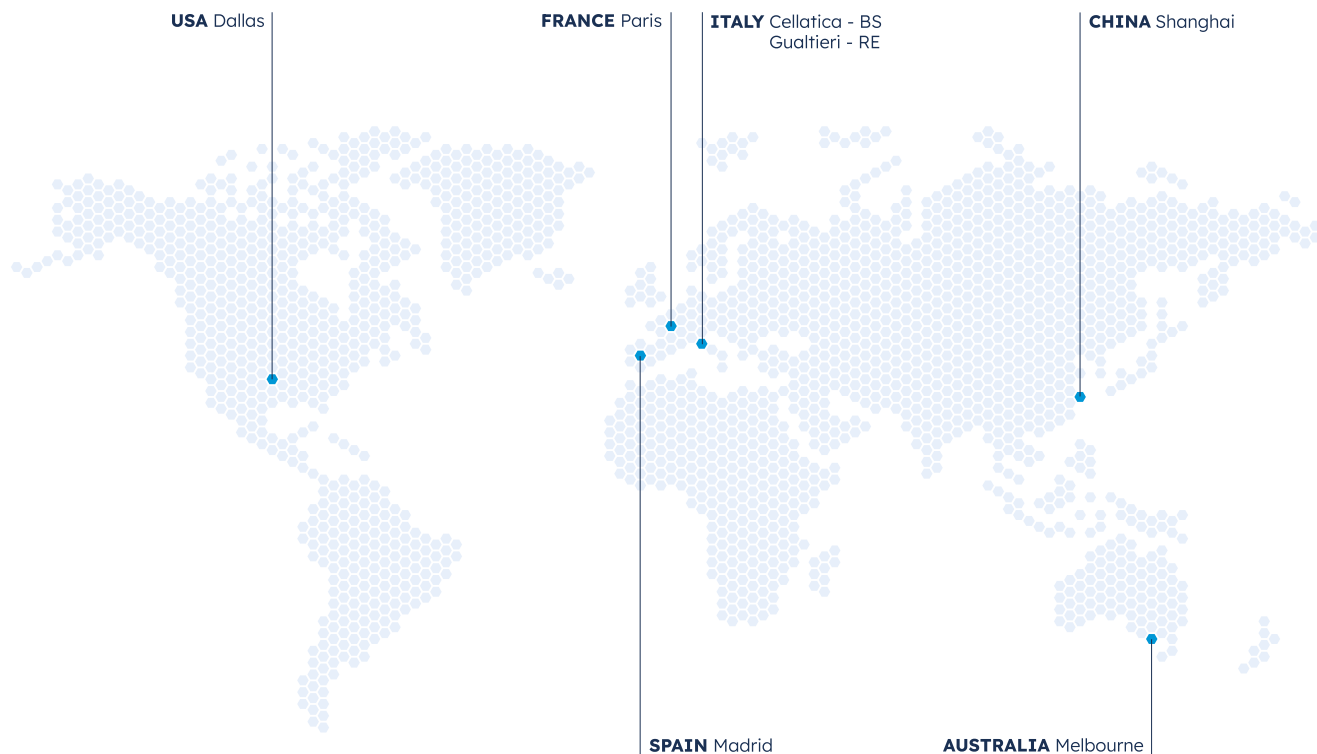 USA Dallas
FRANCE Paris
ITALY Cellatica - BS
Gualtieri - RE
CHINA Shanghai
SPAIN Madrid
AUSTRALIA Melbourne